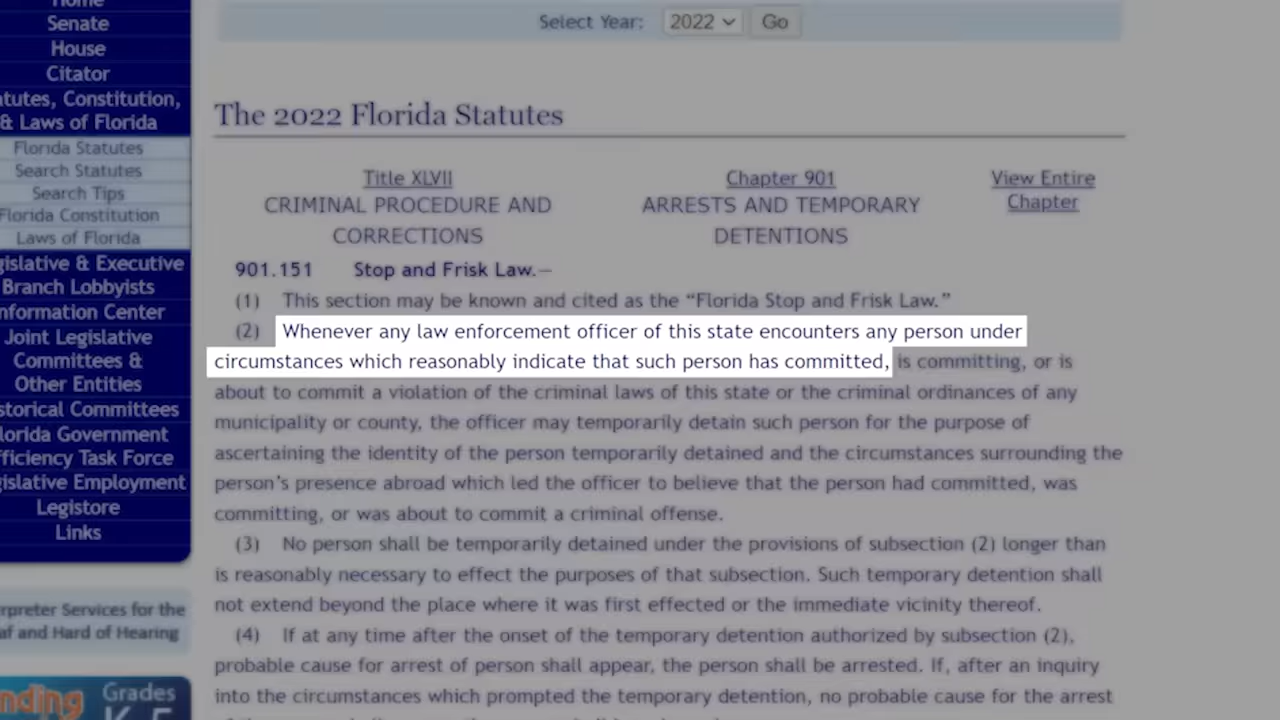 Home
Senate
House
Citator
tutes, Constitution,
& Laws of Florida
Florida Statutes
Search Statutes
Search Tips
Florida Constitution
Laws of Florida
gislative & Executive
Branch Lobbyists
nformation Center
Joint Legislative
Committees &
Other Entities
storical Committees
lorida Government
fficiency Task Force
gislative Employment
Legistore
Links
rpreter Services for the
af and Hard of Hearing
nding Grades
K-5
Select Year: 2022 Go
The 2022 Florida Statutes
Title XLVII Chapter 901 View Entire
CRIMINAL PROCEDURE AND ARRESTS AND TEMPORARY Chapter
CORRECTIONS DETENTIONS
901.151 Stop and Frisk Law.—
(1) This section may be known and cited as the “Florida Stop and Frisk Law.”
(2) Whenever any law enforcement officer of this state encounters any person under
circumstances which reasonably indicate that such person has committed, is committing, or is
about to commit a violation of the criminal laws of this state or the criminal ordinances of any
municipality or county, the officer may temporarily detain such person for the purpose of
ascertaining the identity of the person temporarily detained and the circumstances surrounding the
person’s presence abroad which led the officer to believe that the person had committed, was
committing, or was about to commit a criminal offense.
(3) No person shall be temporarily detained under the provisions of subsection (2) longer than
is reasonably necessary to effect the purposes of that subsection. Such temporary detention shall
not extend beyond the place where it was first effected or the immediate vicinity thereof.
(4) If at any time after the onset of the temporary detention authorized by subsection (2),
probable cause for arrest of person shall appear, the person shall be arrested. If, after an inquiry
into the circumstances which prompted the temporary detention, no probable cause for the arrest